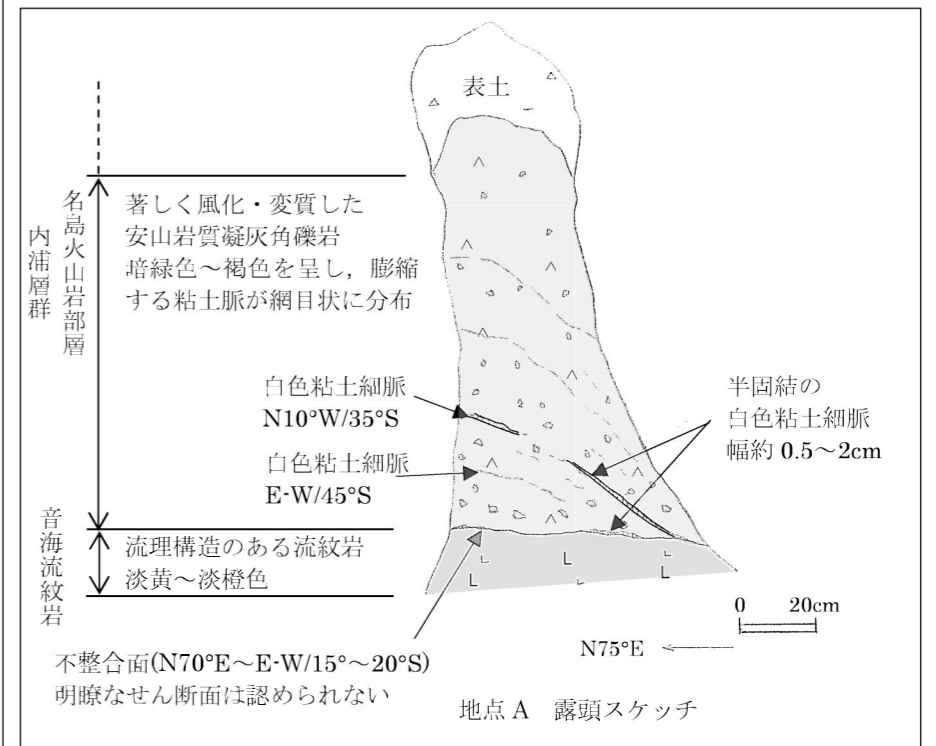 表土
内浦層群
名島火山岩部層
著しく風化・変質した
安山岩質凝灰角礫岩
暗緑色～褐色を呈し，膨縮
する粘土脈が網目状に分布
白色粘土細脈
N10°W/35°S
白色粘土細脈
E-W/45°S
半固結の
白色粘土細脈
幅約 0.5～2cm
音海流紋岩
流理構造のある流紋岩
淡黄～淡橙色
不整合面(N70°E～E-W/15°～20°S)
明瞭なせん断面は認められない
0 20cm
N75°E
地点 A 露頭スケッチ